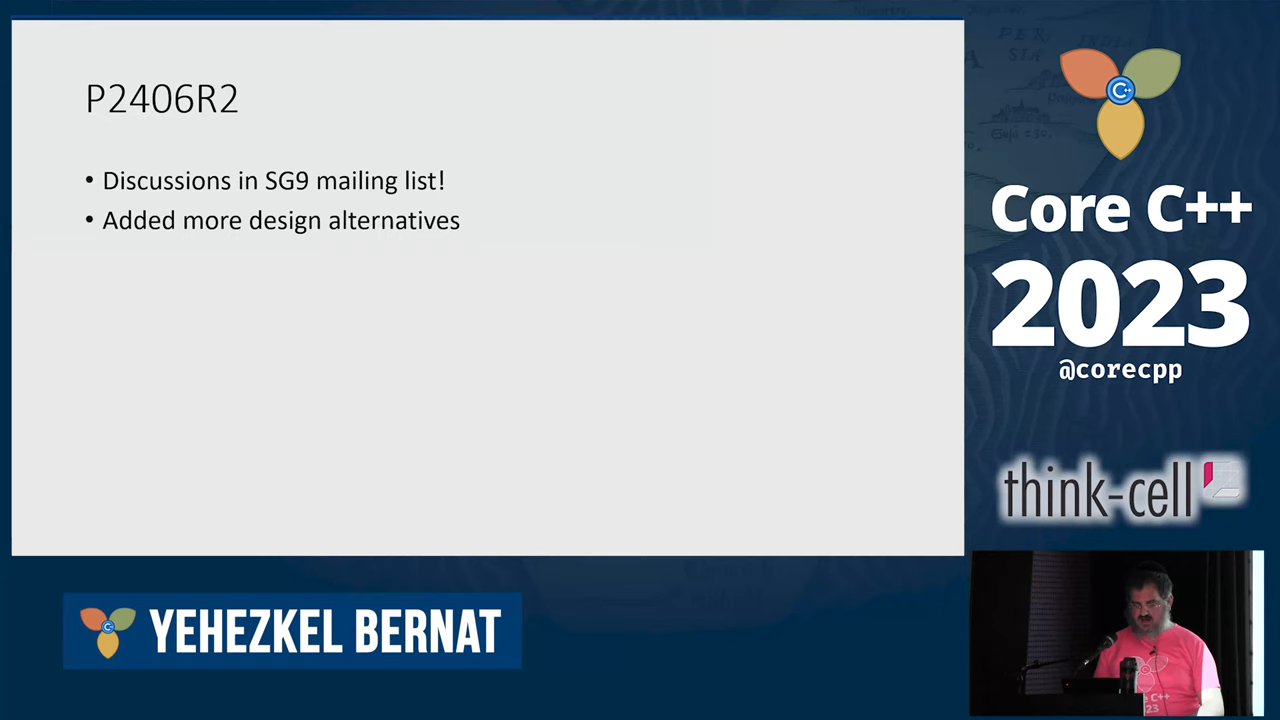 P2406R2
• Discussions in SG9 mailing list!
• Added more design alternatives
Core C++
2023
@corecpp
think-cell
YEHEZKEL BERNAT